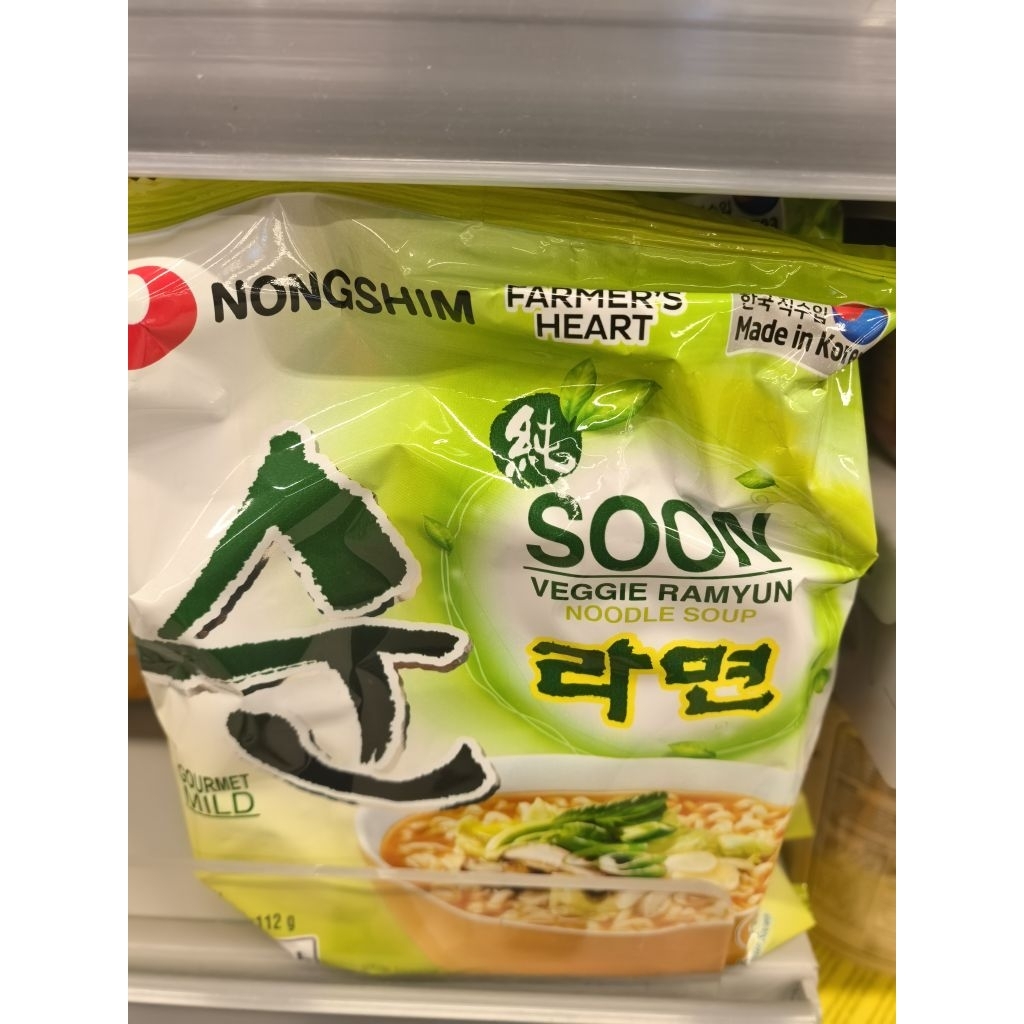 NONGSHIM
FARMER'S
HEART
한국 직수입
Made in Korea
純
순
SOON
VEGGIE RAMYUN
NOODLE SOUP
라면
GOURMET
MILD
112 g